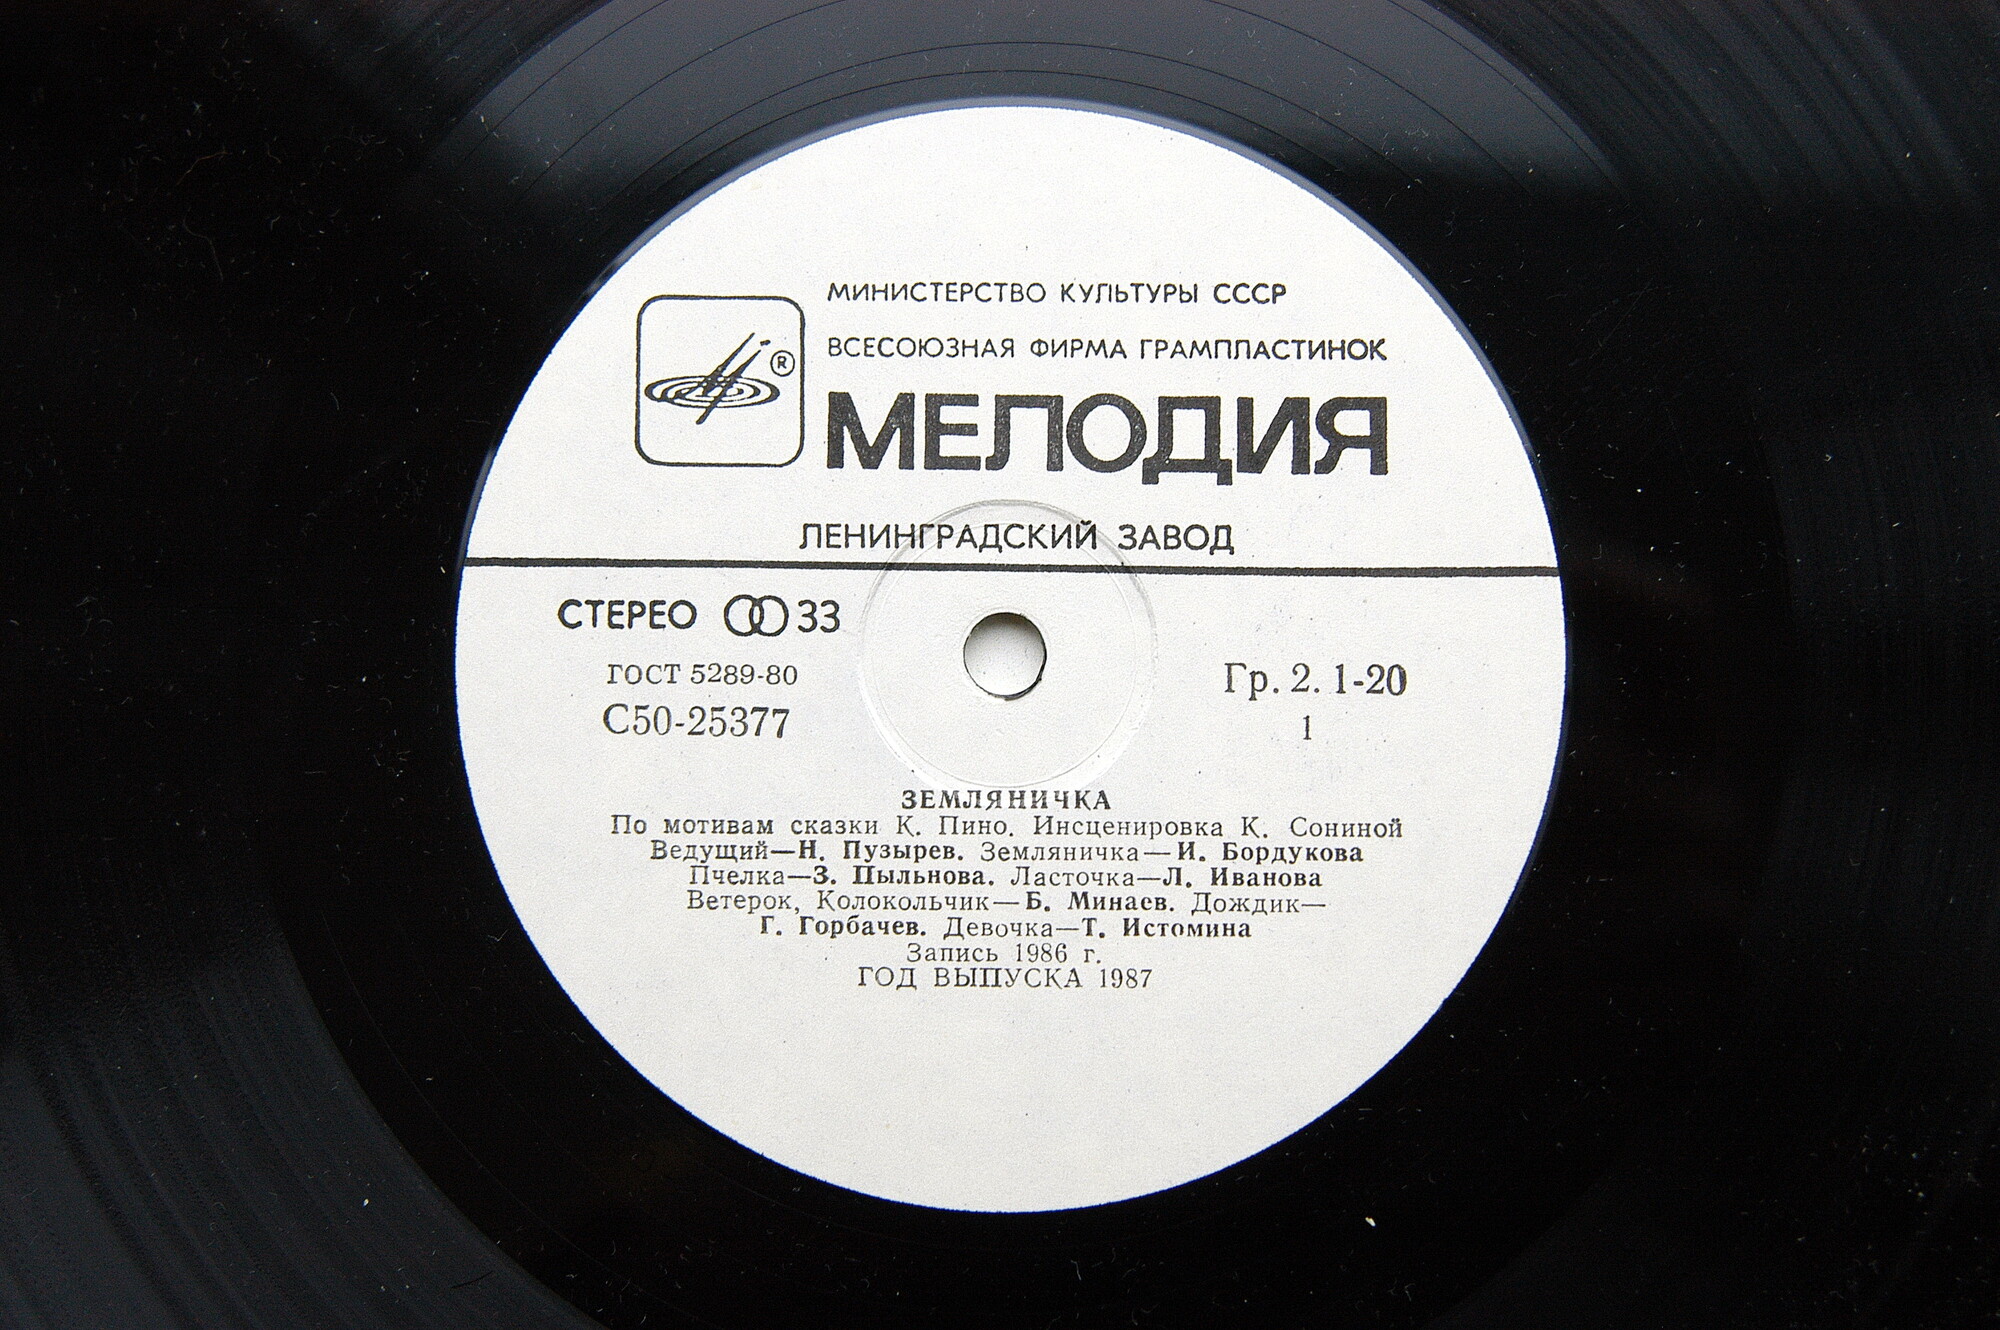 МИНИСТЕРСТВО КУЛЬТУРЫ СССР
ВСЕСОЮЗНАЯ ФИРМА ГРАМПЛАСТИНОК
®
МЕЛОДИЯ
ЛЕНИНГРАДСКИЙ ЗАВОД
СТЕРЕО 33
ГОСТ 5289-80
С50-25377
Гр. 2. 1-20
1
ЗЕМЛЯНИЧКА
По мотивам сказки К. Пино. Инсценировка К. Сониной
Ведущий—Н. Пузырев. Земляничка—И. Бордукова
Пчелка—З. Пыльнова. Ласточка—Л. Иванова
Ветерок, Колокольчик—Б. Минаев. Дождик—
Г. Горбачев. Девочка—Т. Истомина
Запись 1986 г.
ГОД ВЫПУСКА 1987